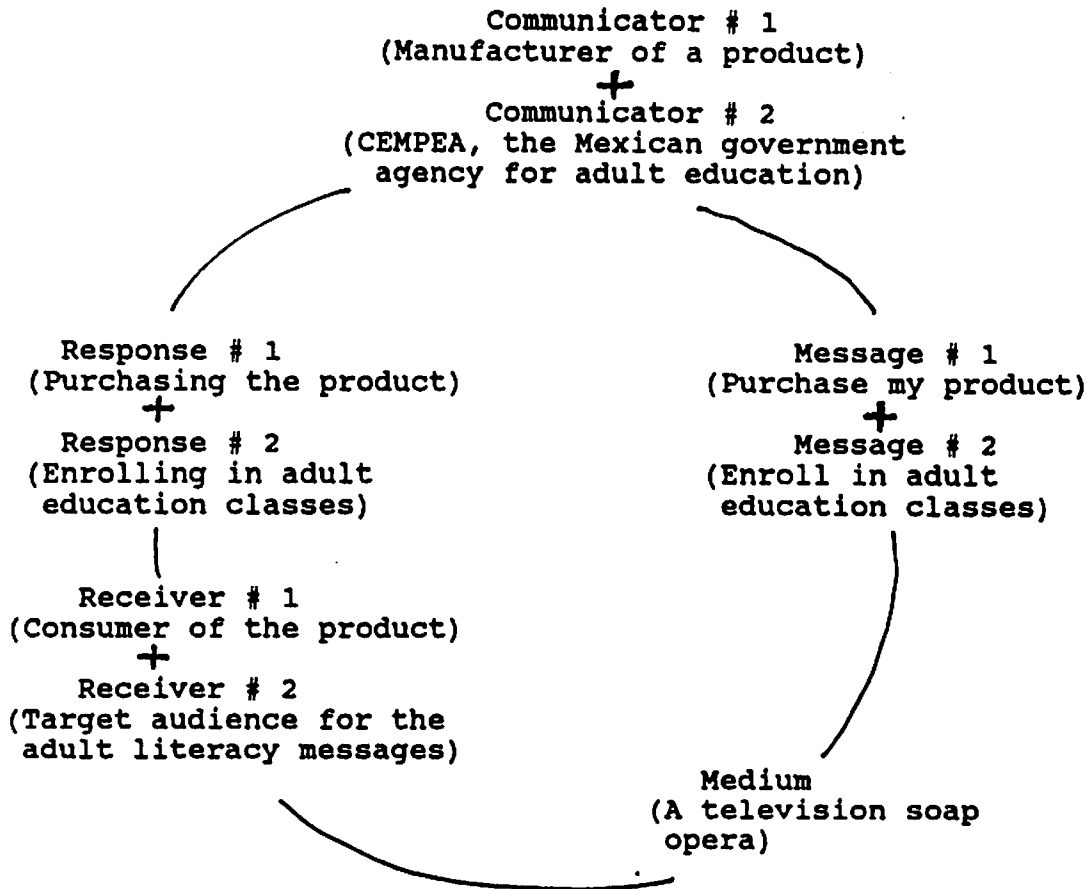 Communicator # 1
(Manufacturer of a product)
+
Communicator # 2
(CEMPEA, the Mexican government
agency for adult education)
Response # 1
(Purchasing the product)
+
Response # 2
(Enrolling in adult
education classes)
Message # 1
(Purchase my product)
+
Message # 2
(Enroll in adult
education classes)
Receiver # 1
(Consumer of the product)
+
Receiver # 2
(Target audience for the
adult literacy messages)
Medium
(A television soap
opera)